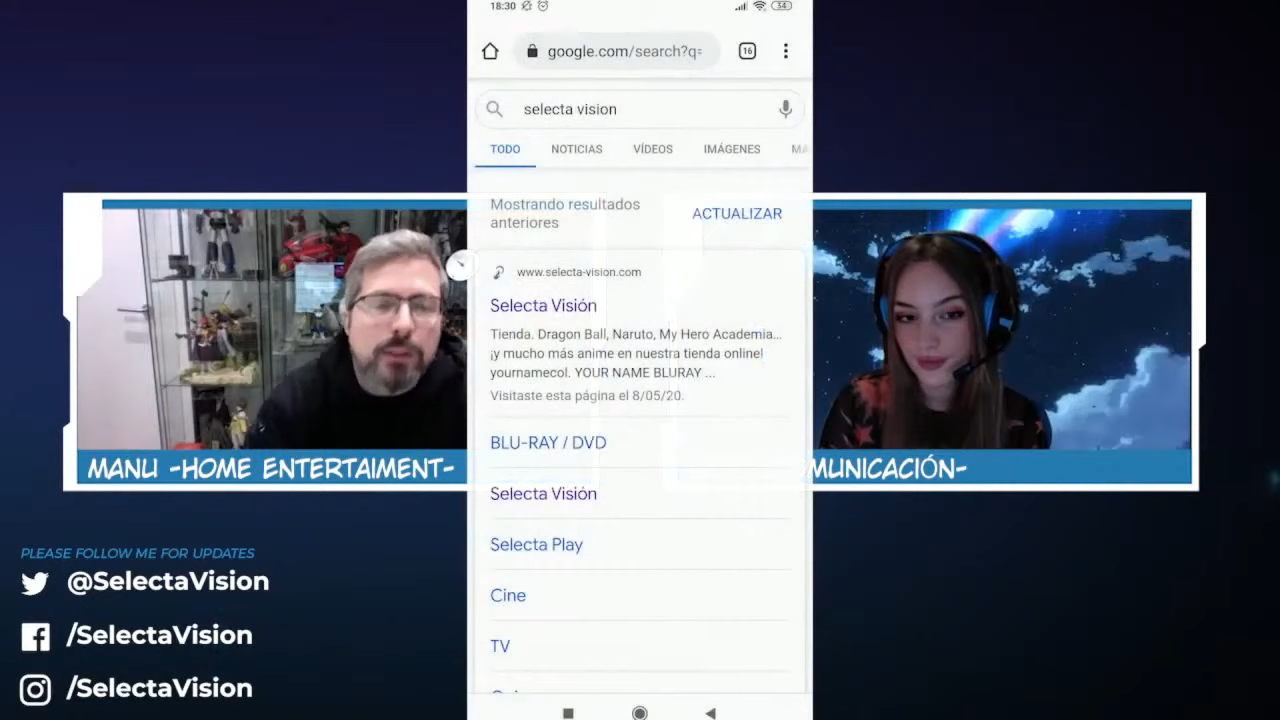 18:30
34
google.com/search?q=
16
selecta vision
TODO
NOTICIAS
VÍDEOS
IMÁGENES
Mostrando resultados
anteriores
ACTUALIZAR
www.selecta-vision.com
Selecta Visión
Tienda. Dragon Ball, Naruto, My Hero Academia...
¡y mucho más anime en nuestra tienda online!
yournamecol. YOUR NAME BLURAY ...
Visitaste esta página el 8/05/20.
BLU-RAY / DVD
Selecta Visión
Selecta Play
Cine
TV
MANU -HOME ENTERTAIMENT-
OMUNICACIÓN-
PLEASE FOLLOW ME FOR UPDATES
@SelectaVision
/SelectaVision
/SelectaVision